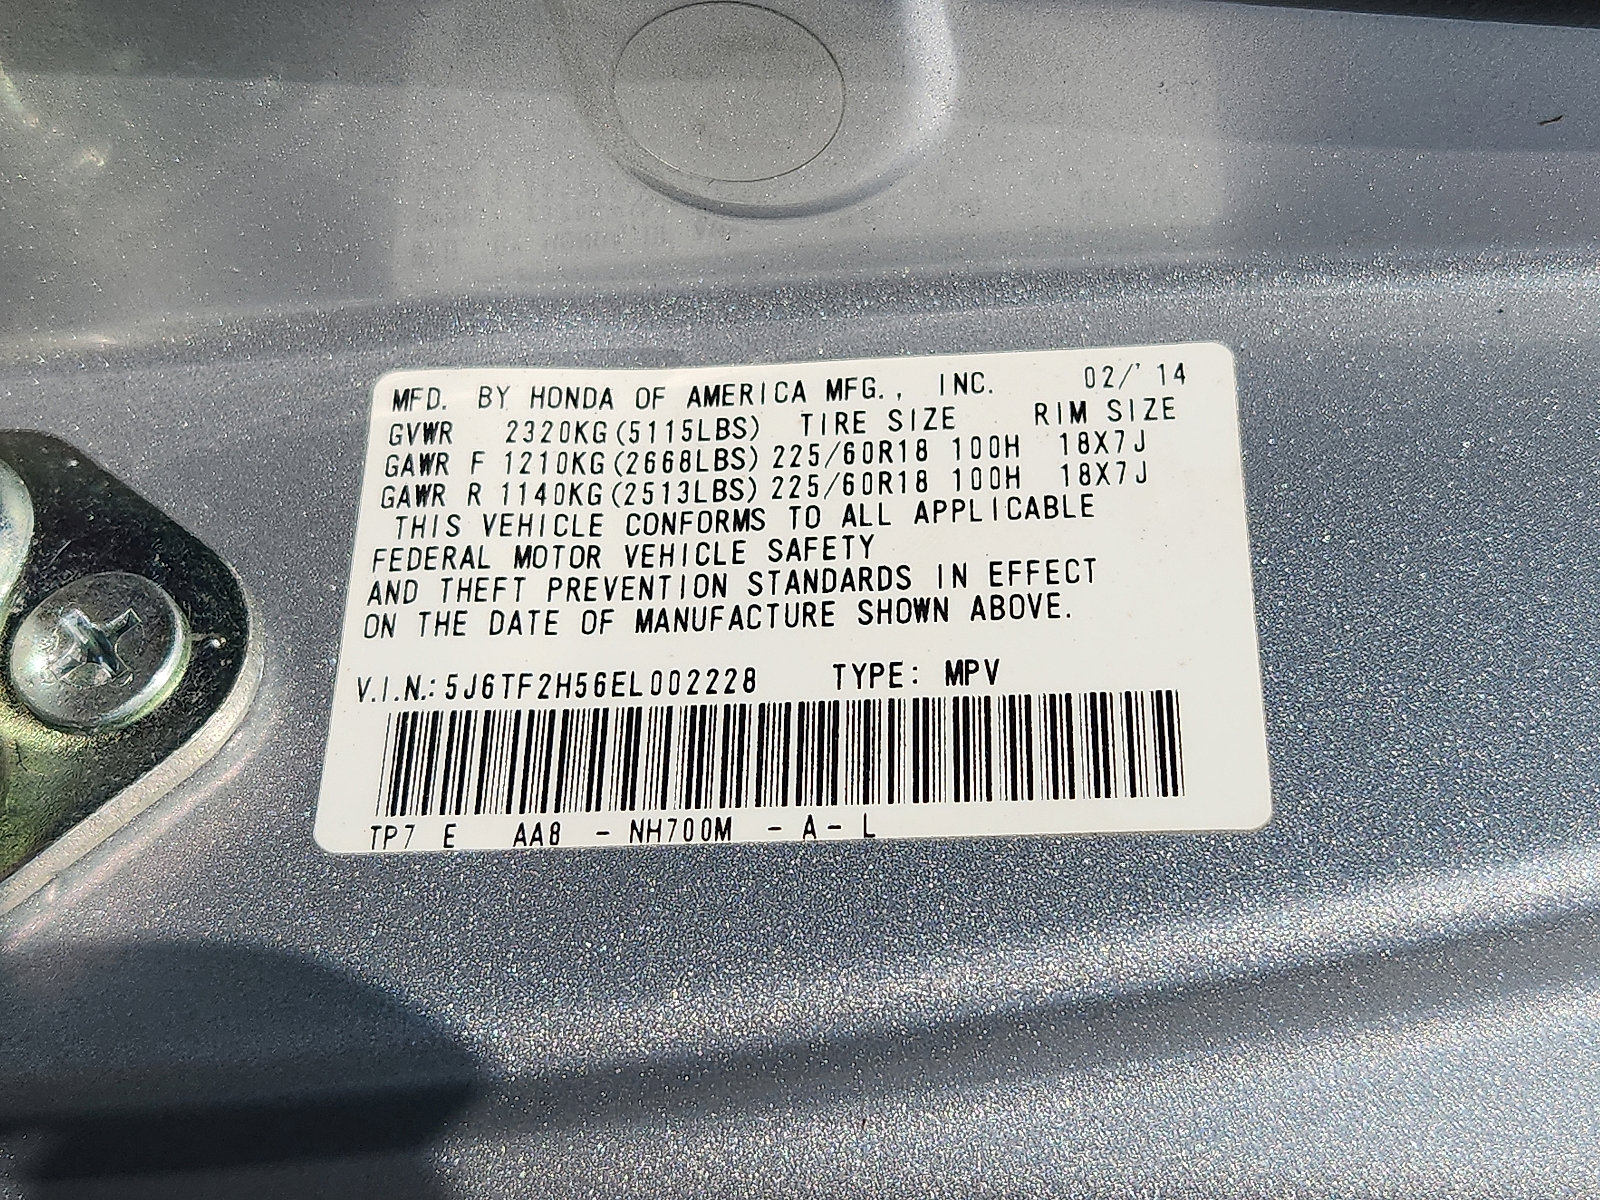 MFD. BY HONDA OF AMERICA MFG., INC. 02/'14
GVWR 2320KG(5115LBS) TIRE SIZE RIM SIZE
GAWR F 1210KG(2668LBS) 225/60R18 100H 18X7J
GAWR R 1140KG(2513LBS) 225/60R18 100H 18X7J
THIS VEHICLE CONFORMS TO ALL APPLICABLE
FEDERAL MOTOR VEHICLE SAFETY
AND THEFT PREVENTION STANDARDS IN EFFECT
ON THE DATE OF MANUFACTURE SHOWN ABOVE.
V.I.N.: 5J6TF2H56EL002228 TYPE: MPV
TP7 E AA8 - NH700M - A - L